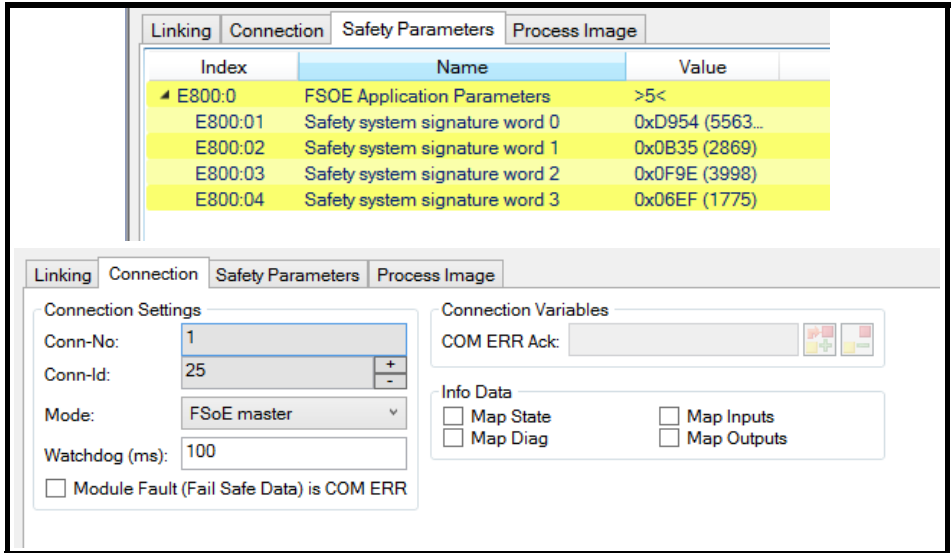 Linking Connection Safety Parameters Process Image
Index Name Value
E800:0 FSOE Application Parameters >5<
E800:01 Safety system signature word 0 0xD954 (5563...
E800:02 Safety system signature word 1 0x0B35 (2869)
E800:03 Safety system signature word 2 0x0F9E (3998)
E800:04 Safety system signature word 3 0x06EF (1775)
Linking Connection Safety Parameters Process Image
Connection Settings
Conn-No: 1
Conn-Id: 25 + -
Mode: FSoE master
Watchdog (ms): 100
Module Fault (Fail Safe Data) is COM ERR
Connection Variables
COM ERR Ack:
Info Data
Map State Map Inputs
Map Diag Map Outputs